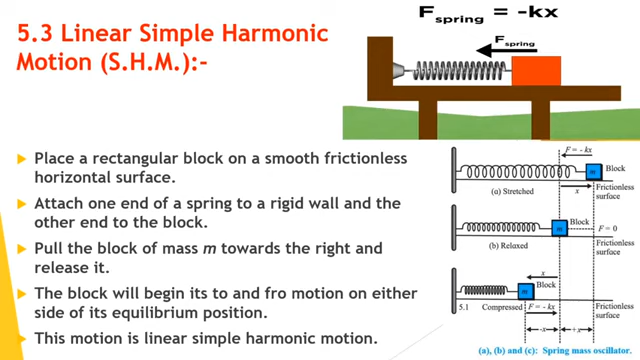 5.3 Linear Simple Harmonic
Motion (S.H.M.):-
F spring = -kx
F spring
Place a rectangular block on a smooth frictionless
horizontal surface.
Attach one end of a spring to a rigid wall and the
other end to the block.
Pull the block of mass m towards the right and
release it.
The block will begin its to and fro motion on either
side of its equilibrium position.
This motion is linear simple harmonic motion.
F = - kx
m
Block
x
Frictionless
surface
(a) Stretched
Block
m
F = 0
(b) Relaxed
Frictionless
surface
x
m
Block
5.1
Compressed
F = - kx
Frictionless
surface
-x
+x
(a), (b) and (c): Spring mass oscillator.